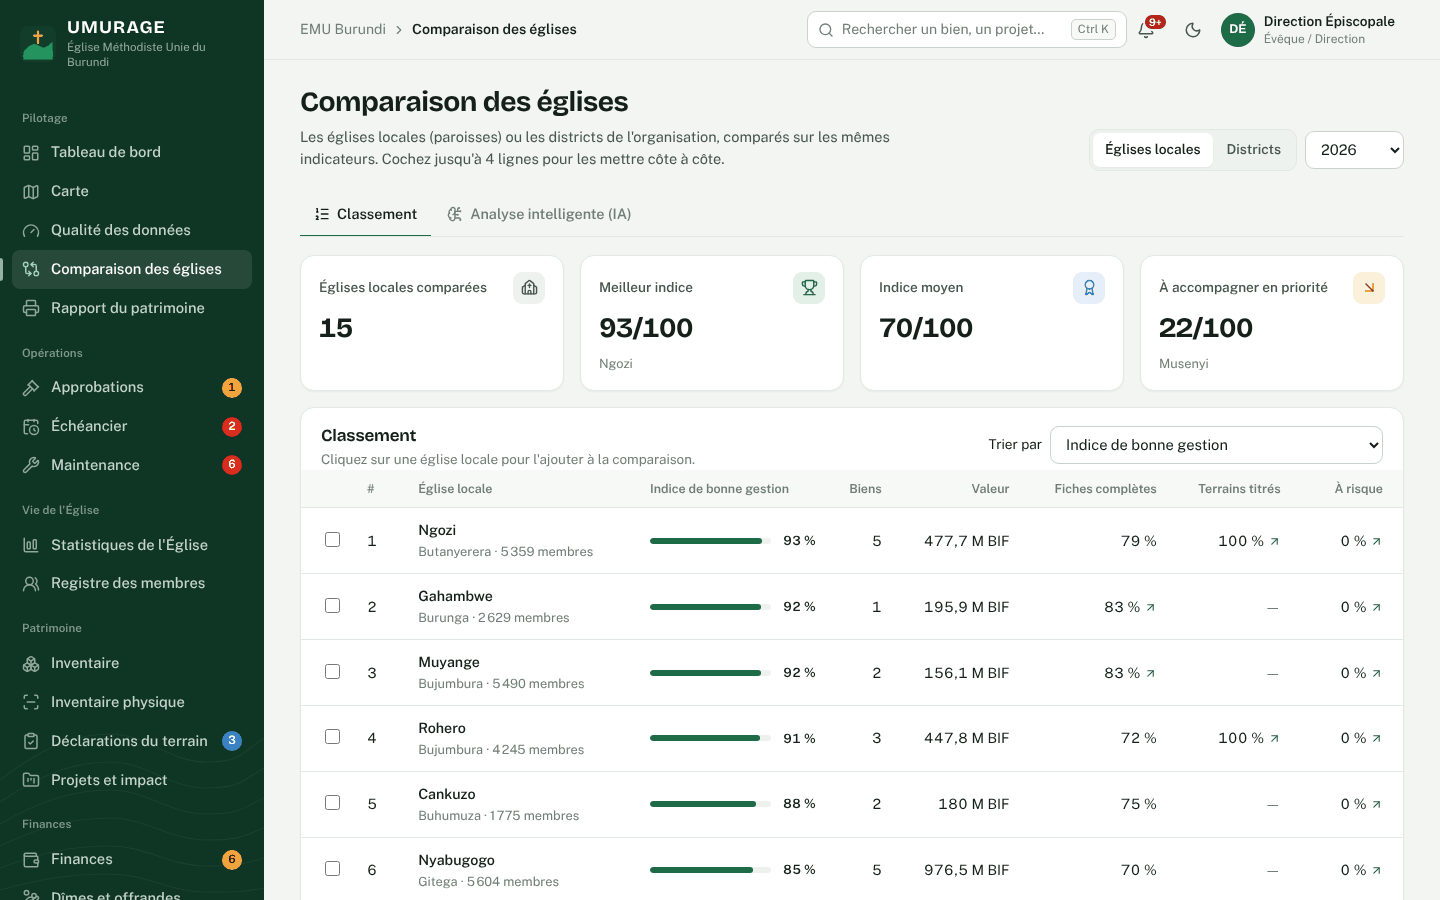 UMURAGE
Église Méthodiste Unie du
Burundi
Pilotage
Tableau de bord
Carte
Qualité des données
Comparaison des églises
Rapport du patrimoine
Opérations
Approbations 1
Échéancier 2
Maintenance 6
Vie de l'Église
Statistiques de l'Église
Registre des membres
Patrimoine
Inventaire
Inventaire physique
Déclarations du terrain 3
Projets et impact
Finances
Finances 6
Dîmes et offrandes
EMU Burundi > Comparaison des églises
Rechercher un bien, un projet... Ctrl K
9+
DÉ
Direction Épiscopale
Évêque / Direction
Comparaison des églises
Les églises locales (paroisses) ou les districts de l'organisation, comparés sur les mêmes
indicateurs. Cochez jusqu'à 4 lignes pour les mettre côte à côte.
Églises locales Districts 2026
Classement Analyse intelligente (IA)
Églises locales comparées
15
Meilleur indice
93/100
Ngozi
Indice moyen
70/100
À accompagner en priorité
22/100
Musenyi
Classement
Cliquez sur une église locale pour l'ajouter à la comparaison.
Trier par Indice de bonne gestion
# Église locale Indice de bonne gestion Biens Valeur Fiches complètes Terrains titrés À risque
1 Ngozi 93 % 5 477,7 M BIF 79 % 100 % ↗ 0 % ↗
Butanyerera · 5 359 membres
2 Gahambwe 92 % 1 195,9 M BIF 83 % ↗ — 0 % ↗
Burunga · 2 629 membres
3 Muyange 92 % 2 156,1 M BIF 83 % ↗ — 0 % ↗
Bujumbura · 5 490 membres
4 Rohero 91 % 3 447,8 M BIF 72 % 100 % ↗ 0 % ↗
Bujumbura · 4 245 membres
5 Cankuzo 88 % 2 180 M BIF 75 % — 0 % ↗
Buhumuza · 1 775 membres
6 Nyabugogo 85 % 5 976,5 M BIF 70 % — 0 % ↗
Gitega · 5 604 membres